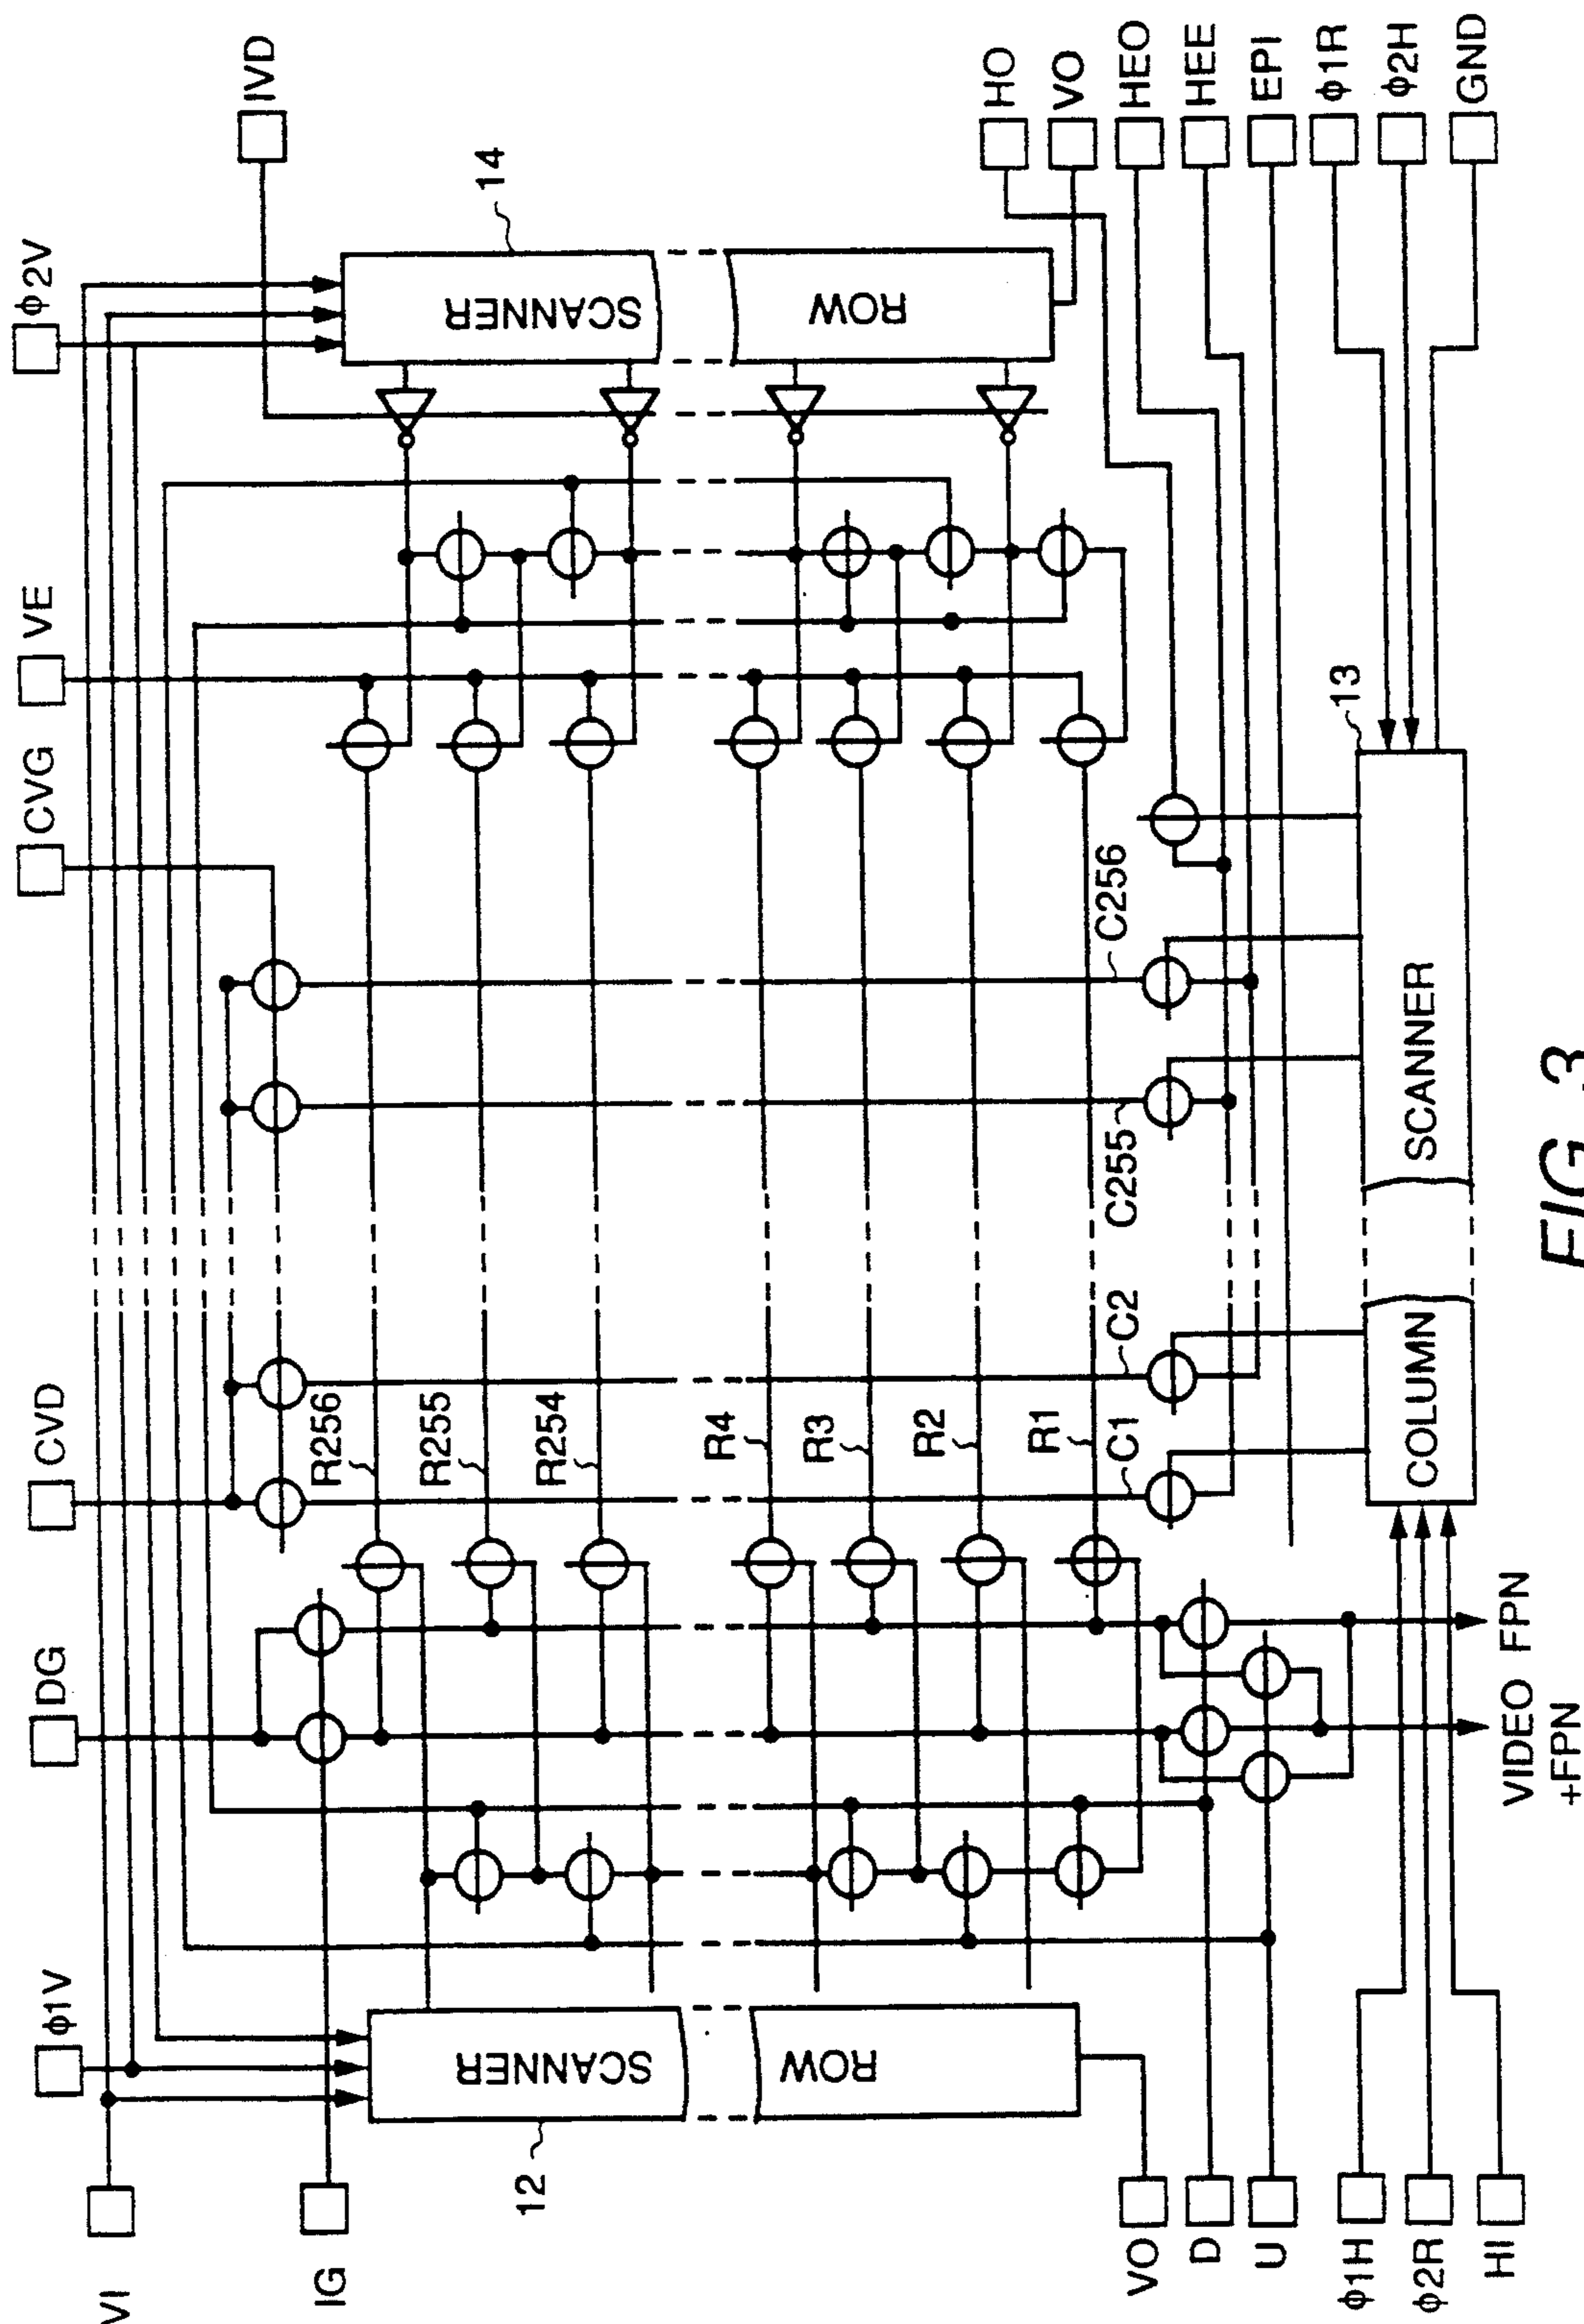 VI
φ1V
DG
CVD
CVG
VE
φ2V
IVD
IG
12
SCANNER
ROW
14
SCANNER
ROW
R256
R255
R254
R4
R3
R2
R1
C1
C2
C255
C256
VO
D
U
φ1H
φ2R
HI
HO
VO
HEO
HEE
EPI
φ1R
φ2H
GND
13
COLUMN
SCANNER
VIDEO
+FPN
FPN
FIG. 3